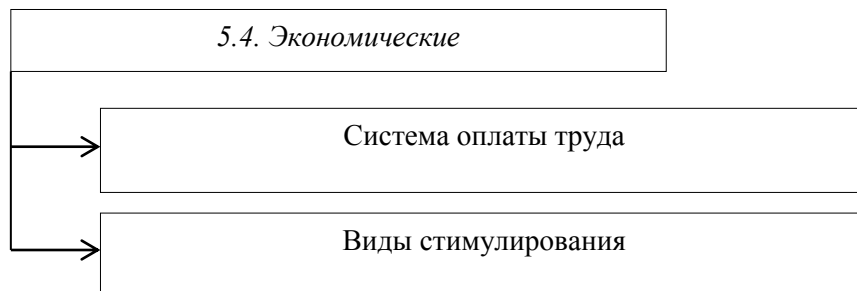 5.4. Экономические
Система оплаты труда
Виды стимулирования